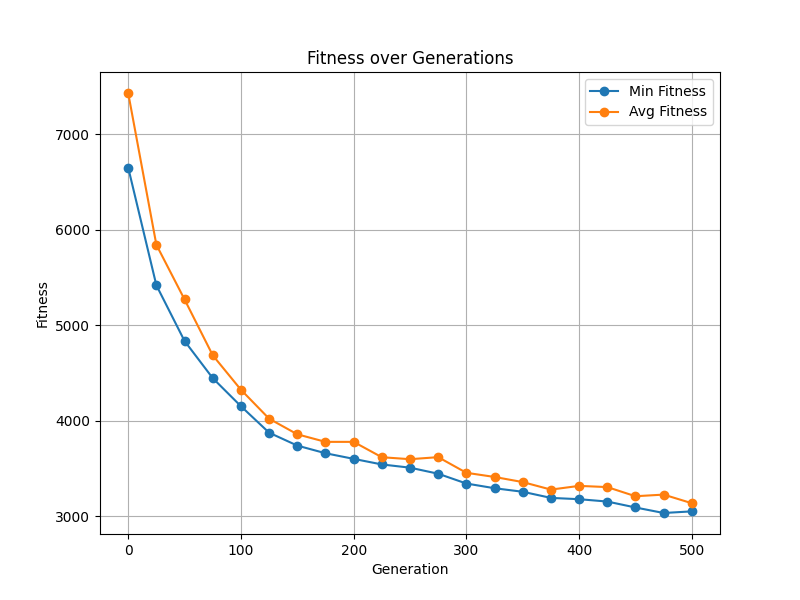 Fitness over Generations
Min Fitness
Avg Fitness
7000
6000
5000
4000
3000
Fitness
0 100 200 300 400 500
Generation